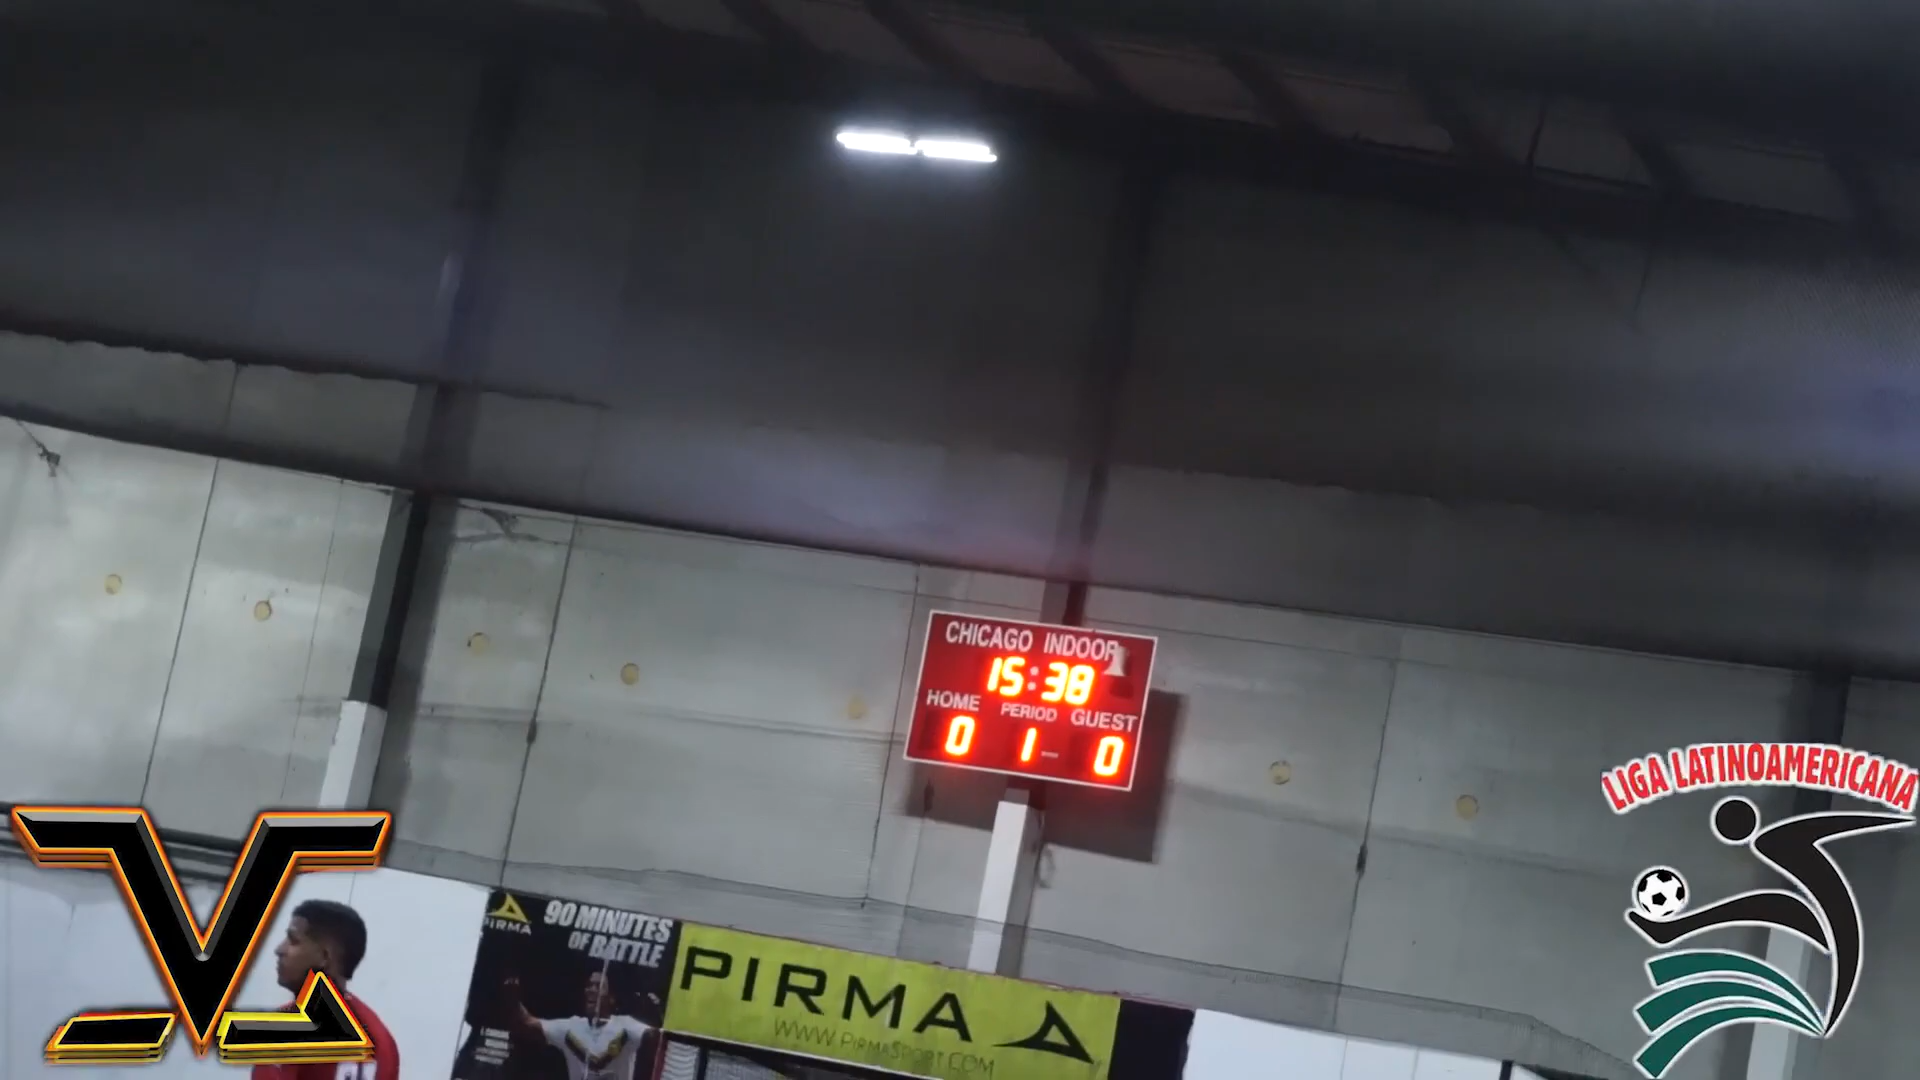 CHICAGO INDOOR
15:38
HOME PERIOD GUEST
0 1 0
LIGA LATINOAMERICANA
PIRMA
90 MINUTES
OF BATTLE
PIRMA
WWW.PIRMASPORT.COM